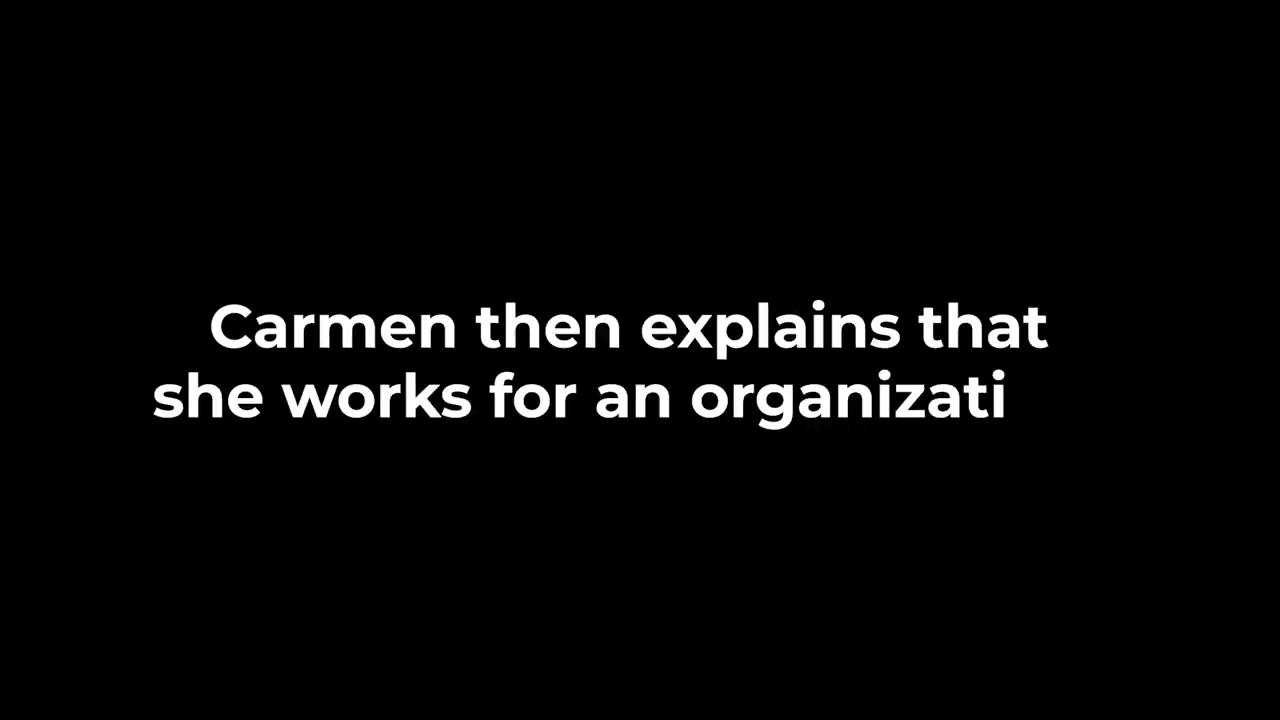 Carmen then explains that
she works for an organizati